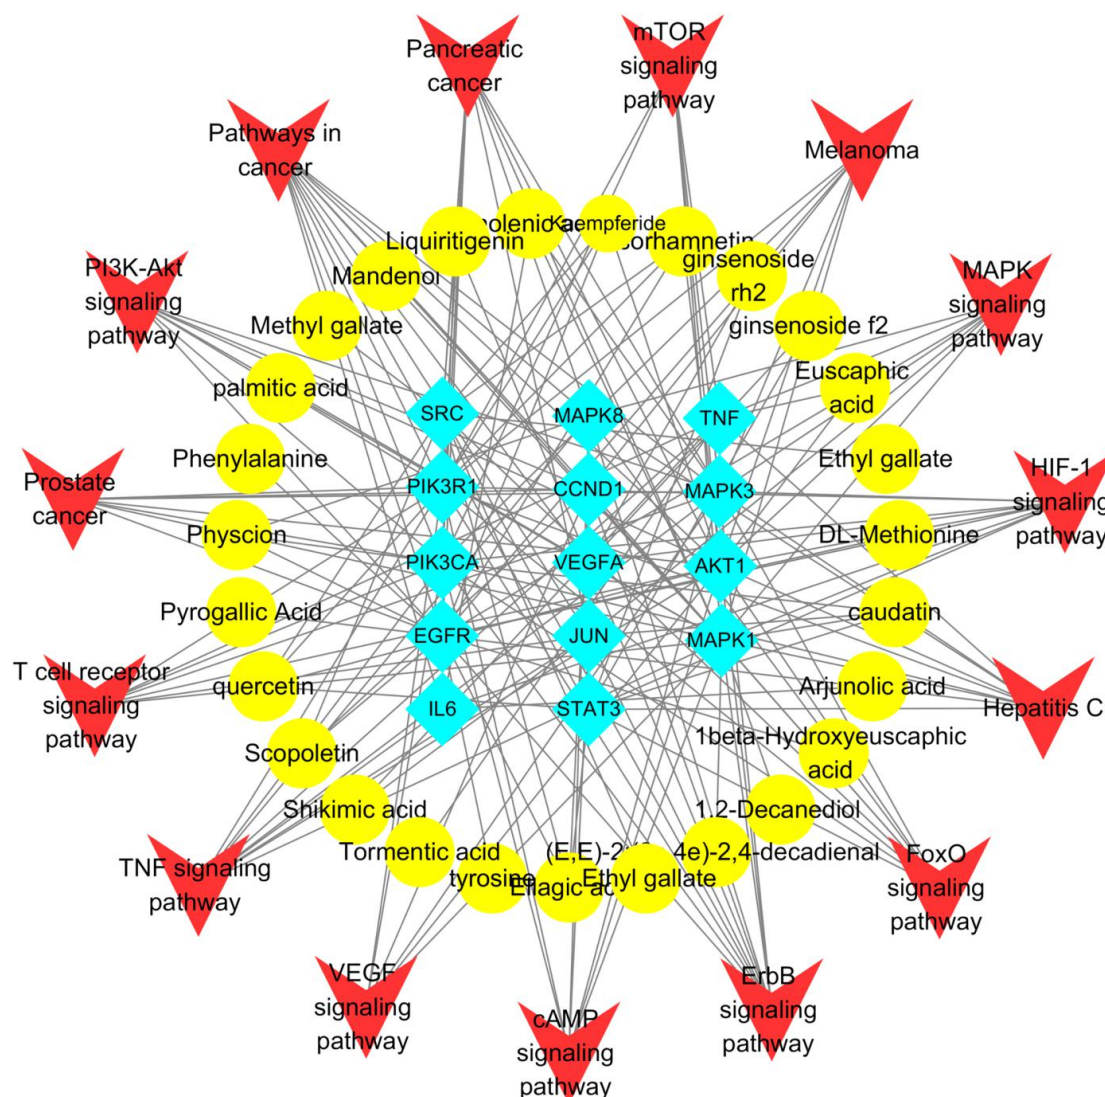 Pancreatic
cancer
mTOR
signaling
pathway
Pathways in
cancer
Melanoma
Kaempferide
Liquiritigenin
ginsenoside
rh2
Mandenol
PI3K-Akt
signaling
pathway
MAPK
signaling
pathway
Methyl gallate
ginsenoside f2
palmitic acid
Euscaphic
acid
SRC
MAPK8
TNF
Phenylalanine
Ethyl gallate
Prostate
cancer
PIK3R1
CCND1
MAPK3
HIF-1
signaling
pathway
Physcion
DL-Methionine
PIK3CA
VEGFA
AKT1
Pyrogallic Acid
caudatin
EGFR
JUN
MAPK1
T cell receptor
signaling
pathway
quercetin
Arjunolic acid
IL6
STAT3
Hepatitis C
Scopoletin
1beta-Hydroxyeuscaphic
acid
Shikimic acid
1,2-Decanediol
Tormentic acid
4e)-2,4-decadienal
tyrosine
Ellagic
Ethyl gallate
TNF signaling
pathway
FoxO
signaling
pathway
VEGF
signaling
pathway
cAMP
signaling
pathway
ErbB
signaling
pathway